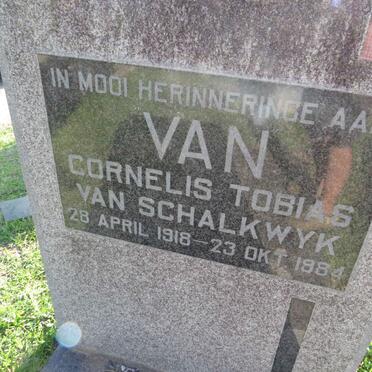 IN MOOI HERINNERINGE AAN
VAN
CORNELIS TOBIAS
VAN SCHALKWYK
28 APRIL 1918 — 23 OKT. 1984